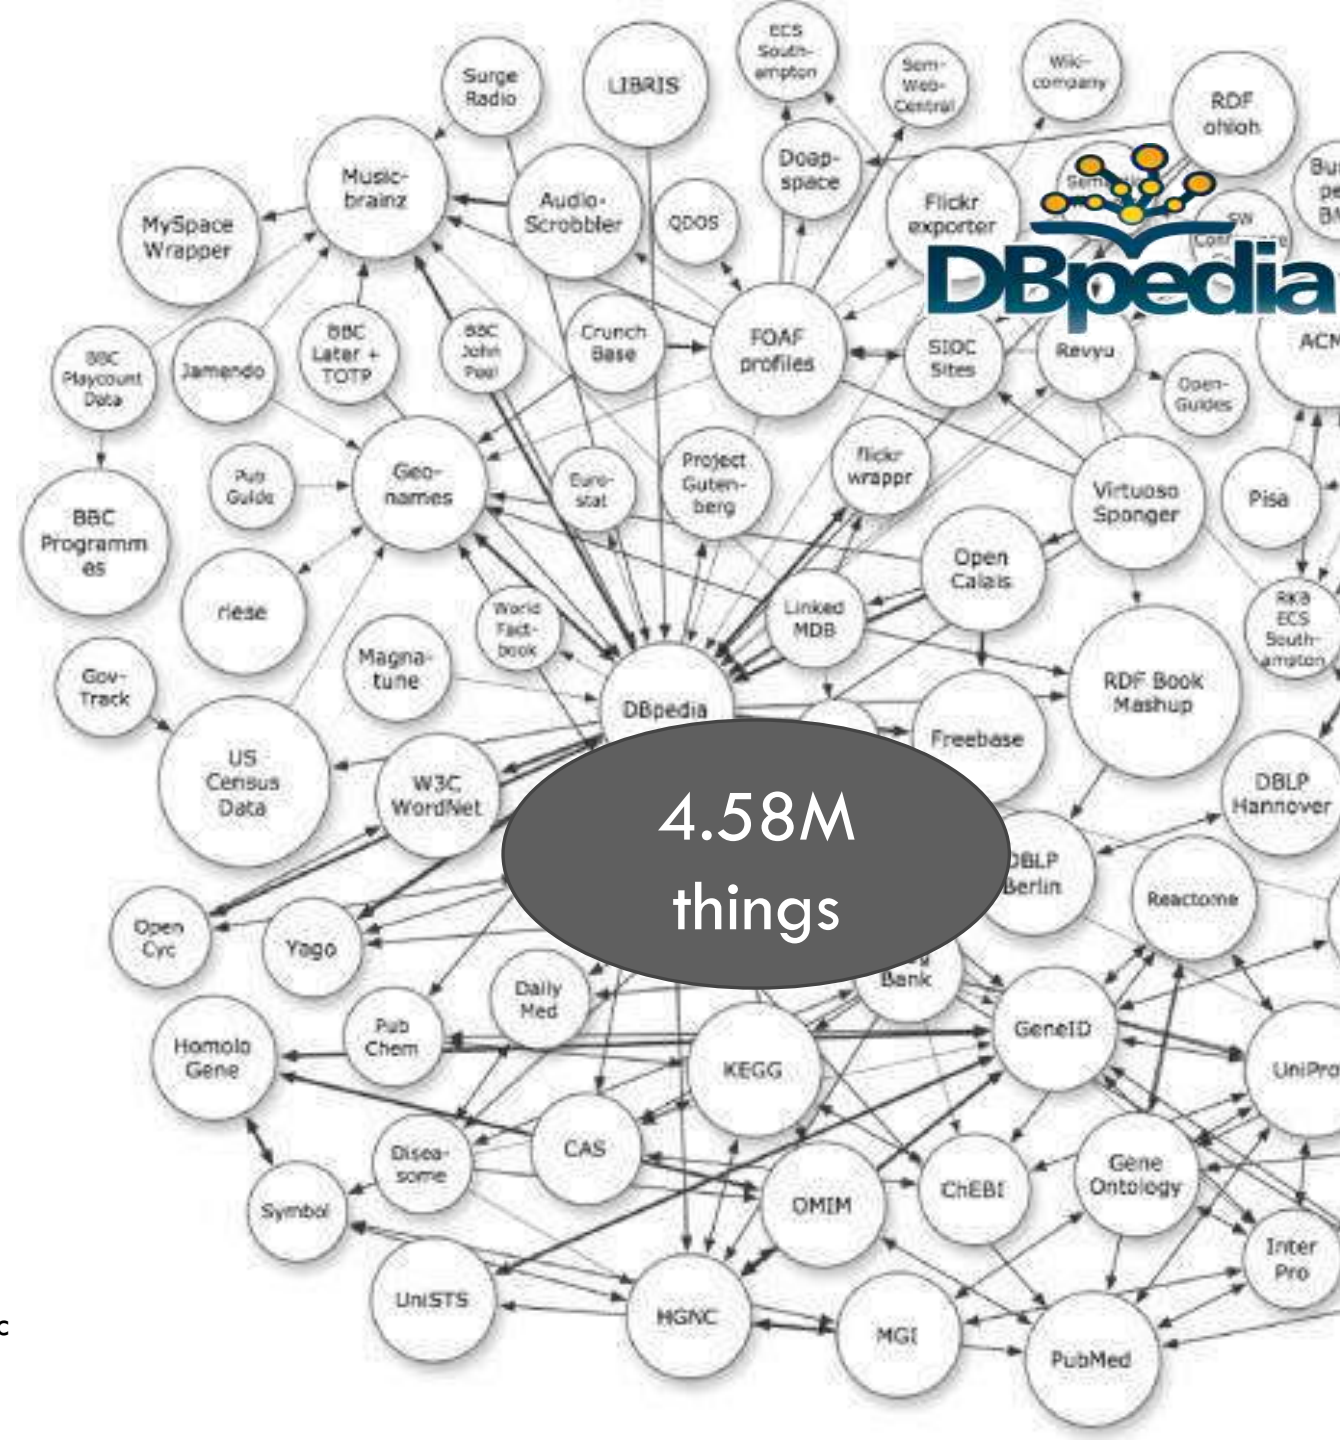 ECS
South-
ampton
Surge
Radio
LIBRIS
Sem-
Web-
Central
Wiki-
company
RDF
ohloh
Music-
brainz
Audio-
Scrobbler
QDOS
Doap-
space
Flickr
exporter
SW
MySpace
Wrapper
DBpedia
BBC
Playcount
Data
Jamendo
BBC
Later +
TOTP
BBC
John
Peel
Crunch
Base
FOAF
profiles
SIOC
Sites
Revyu
Open-
Guides
ACM
Pub
Guide
Geo-
names
Euro-
stat
Project
Guten-
berg
flickr
wrappr
Virtuoso
Sponger
Pisa
BBC
Programm
es
riese
World
Fact-
book
Linked
MDB
Open
Calais
RKB
ECS
South-
ampton
Gov-
Track
Magna-
tune
DBpedia
Freebase
RDF Book
Mashup
US
Census
Data
W3C
WordNet
4.58M
things
DBLP
Hannover
DBLP
Berlin
Reactome
Open
Cyc
Yago
Daily
Med
Bank
Homolo
Gene
Pub
Chem
KEGG
GeneID
UniPro
Disea-
some
CAS
OMIM
ChEBI
Gene
Ontology
Symbol
UniSTS
HGNC
MGI
PubMed
Inter
Pro
c